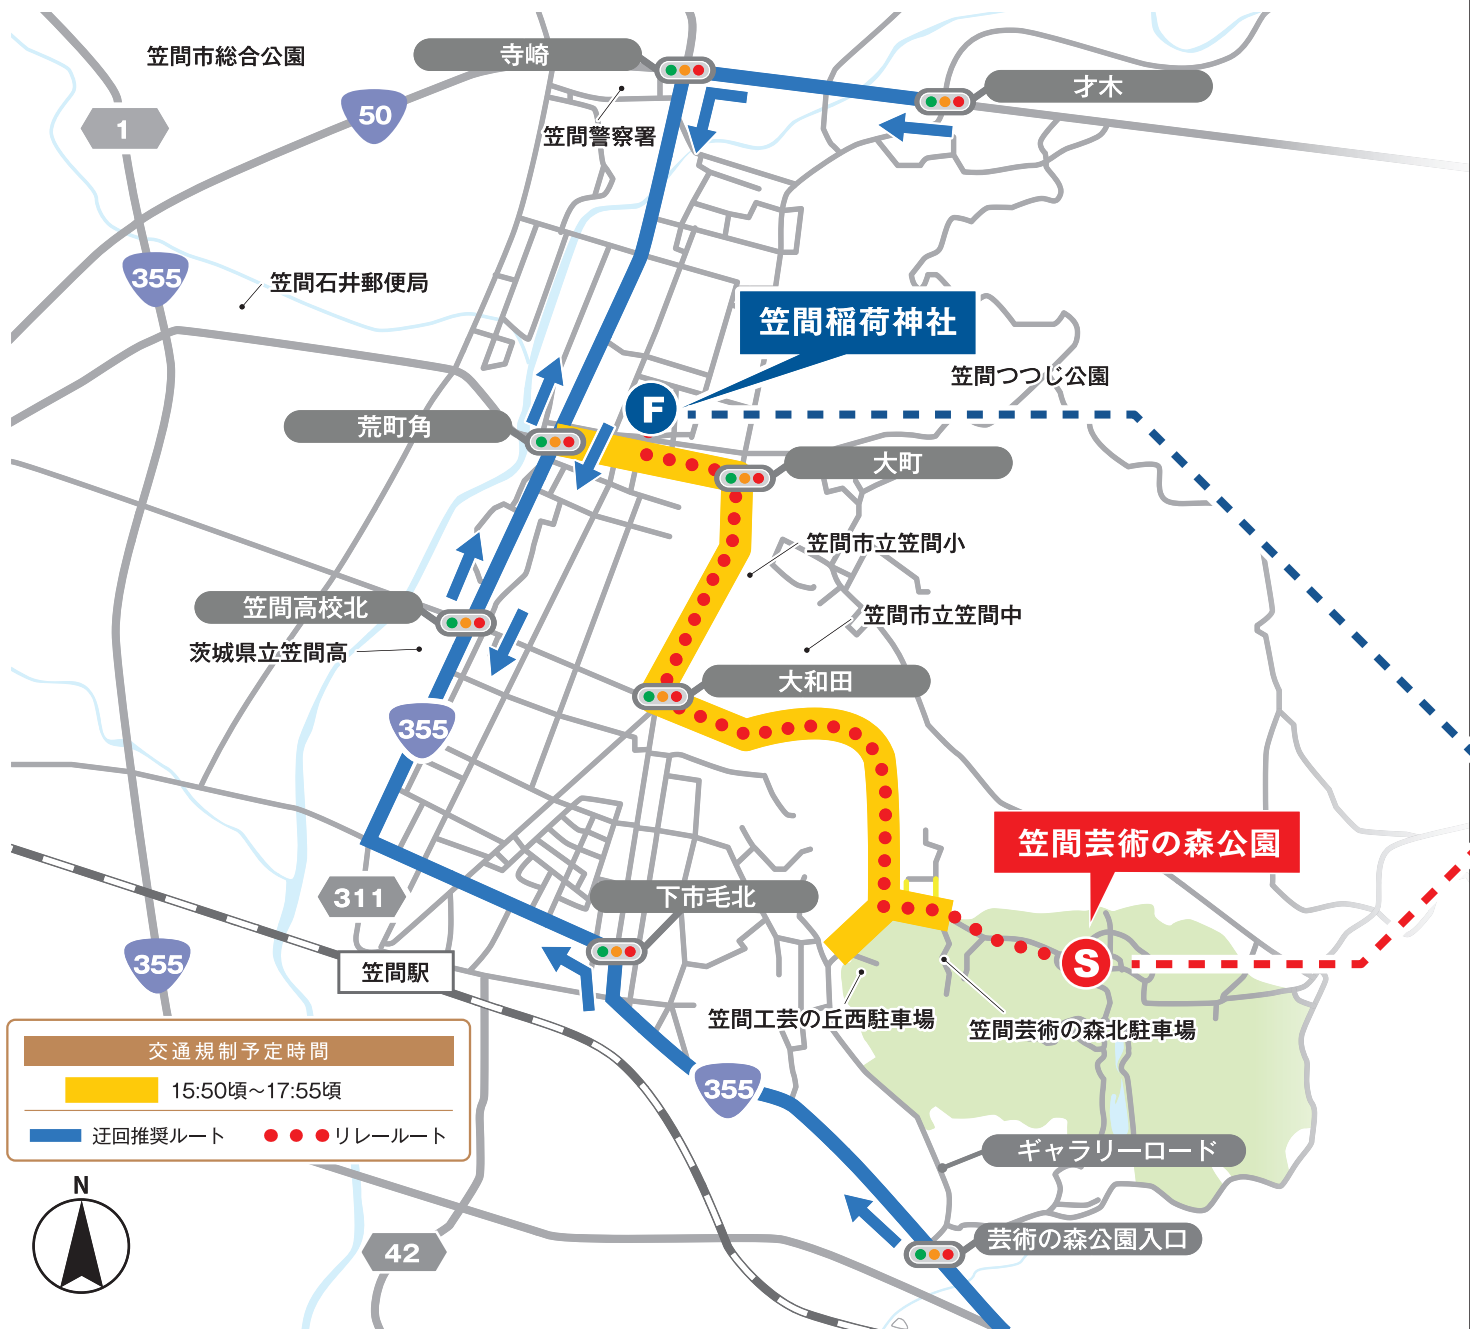 笠間市総合公園
寺崎
才木
50
1
笠間警察署
355
笠間石井郵便局
笠間稲荷神社
笠間つつじ公園
F
荒町角
大町
笠間市立笠間小
笠間高校北
笠間市立笠間中
茨城県立笠間高
大和田
355
笠間芸術の森公園
311
下市毛北
355
笠間駅
S
笠間工芸の丘西駐車場
笠間芸術の森北駐車場
交通規制予定時間
15:50頃〜17:55頃
迂回推奨ルート
リレールート
355
ギャラリーロード
N
芸術の森公園入口
42